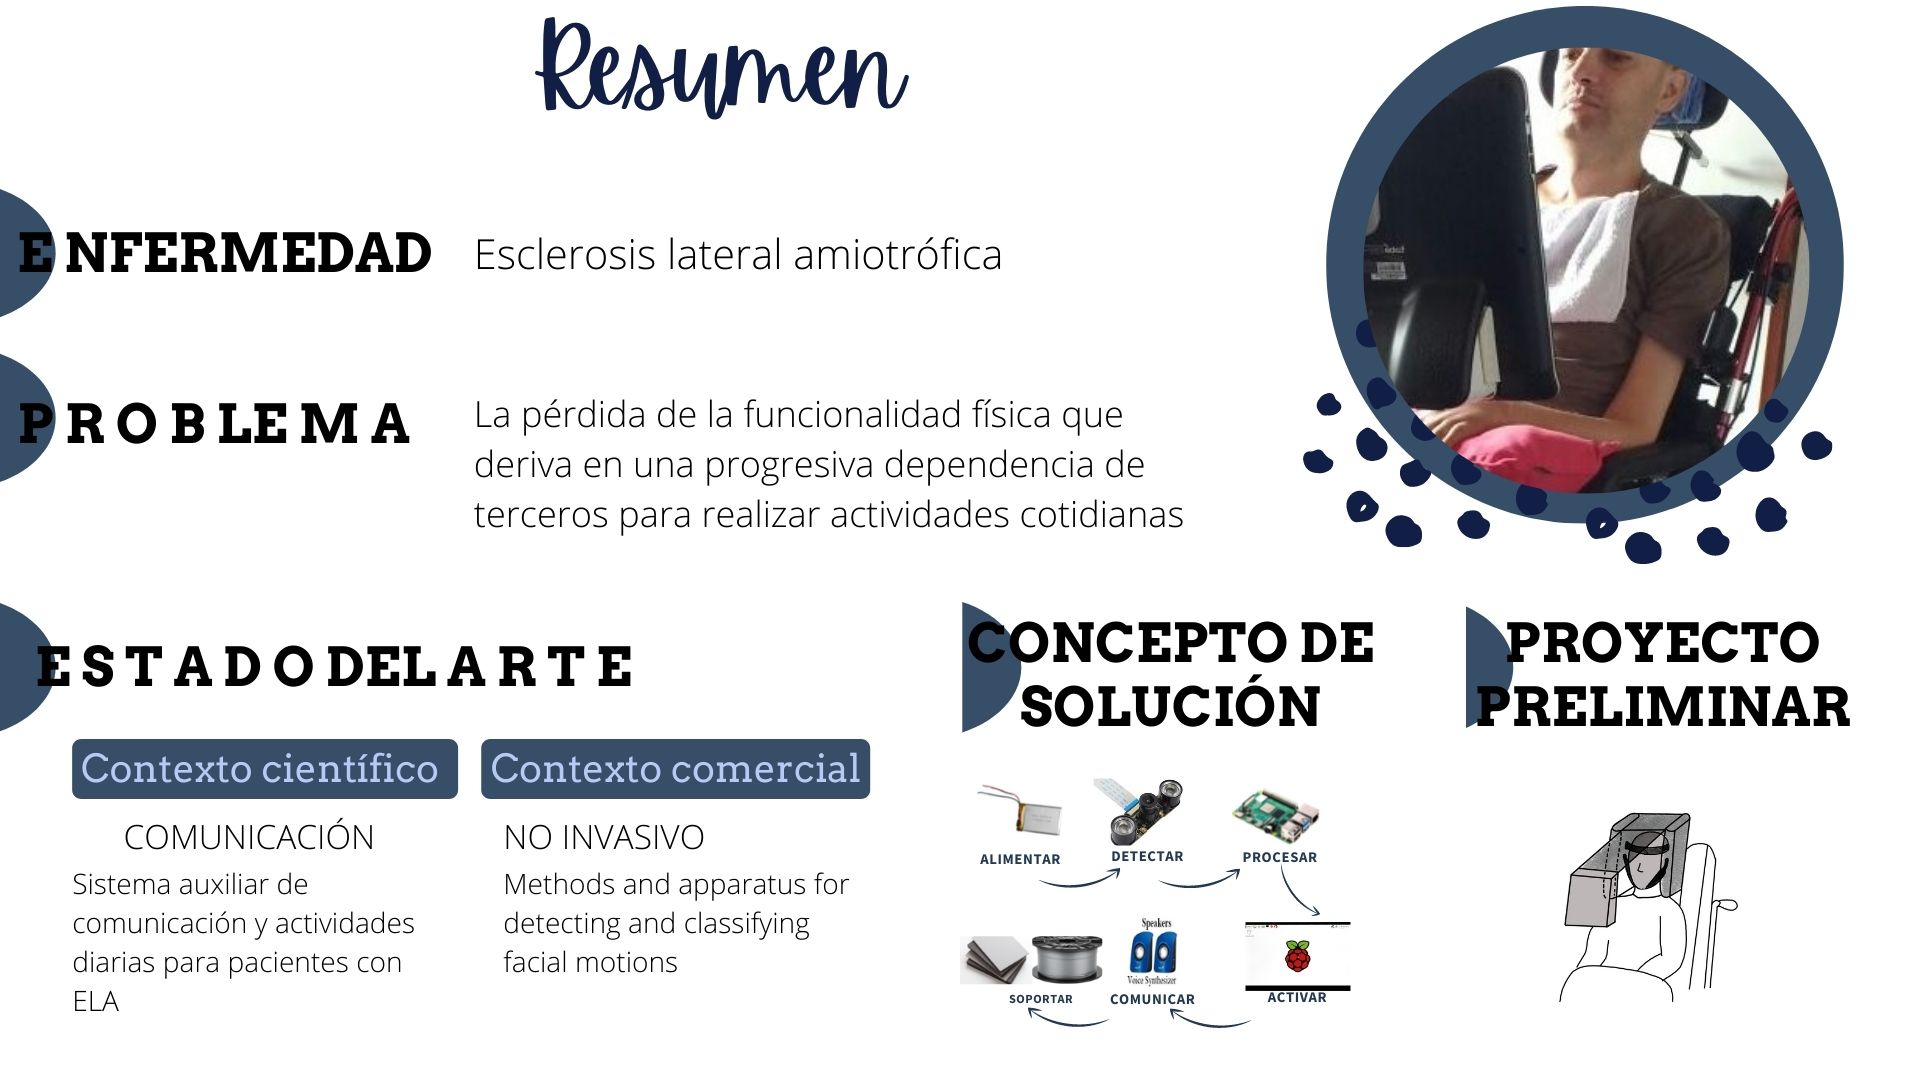 Resumen
ENFERMEDAD
Esclerosis lateral amiotrófica
PROBLEMA
La pérdida de la funcionalidad física que
deriva en una progresiva dependencia de
terceros para realizar actividades cotidianas
ESTADO DEL ARTE
Contexto científico
COMUNICACIÓN
Sistema auxiliar de
comunicación y actividades
diarias para pacientes con
ELA
Contexto comercial
NO INVASIVO
Methods and apparatus for
detecting and classifying
facial motions
CONCEPTO DE
SOLUCIÓN
ALIMENTAR
DETECTAR
PROCESAR
Speakers
Voice Synthesizer
SOPORTAR
COMUNICAR
ACTIVAR
PROYECTO
PRELIMINAR